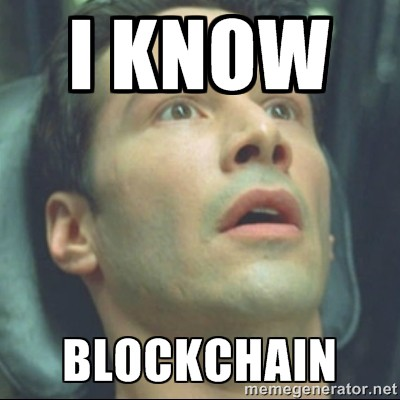 I KNOW
BLOCKCHAIN
memegenerator.net